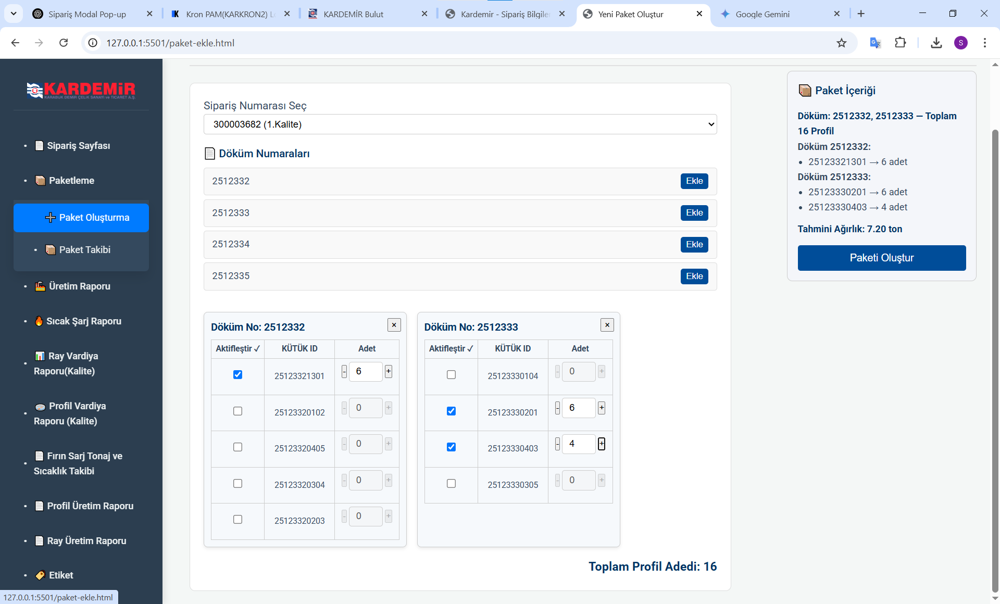 Sipariş Modal Pop-up
Kron PAM(KARKRON2) L
KARDEMİR Bulut
Kardemir - Sipariş Bilgile
Yeni Paket Oluştur
Google Gemini
127.0.0.1:5501/paket-ekle.html
S
KARDEMİR
KARABÜK DEMİR ÇELİK SANAYİ ve TİCARET A.Ş.
Sipariş Sayfası
Paketleme
Paket Oluşturma
Paket Takibi
Üretim Raporu
Sıcak Şarj Raporu
Ray Vardiya
Raporu(Kalite)
Profil Vardiya
Raporu (Kalite)
Fırın Sarj Tonaj ve
Sıcaklık Takibi
Profil Üretim Raporu
Ray Üretim Raporu
Etiket
127.0.0.1:5501/paket-ekle.html
Sipariş Numarası Seç
300003682 (1.Kalite)
Döküm Numaraları
2512332 Ekle
2512333 Ekle
2512334 Ekle
2512335 Ekle
Döküm No: 2512332 ×
Aktifleştir ✓ KÜTÜK ID Adet
25123321301 - 6 +
25123320102 - 0 +
25123320405 - 0 +
25123320304 - 0 +
25123320203 - 0 +
Döküm No: 2512333 ×
Aktifleştir ✓ KÜTÜK ID Adet
25123330104 - 0 +
25123330201 - 6 +
25123330403 - 4 +
25123330305 - 0 +
Toplam Profil Adedi: 16
Paket İçeriği
Döküm: 2512332, 2512333 — Toplam
16 Profil
Döküm 2512332:
25123321301 → 6 adet
Döküm 2512333:
25123330201 → 6 adet
25123330403 → 4 adet
Tahmini Ağırlık: 7.20 ton
Paketi Oluştur